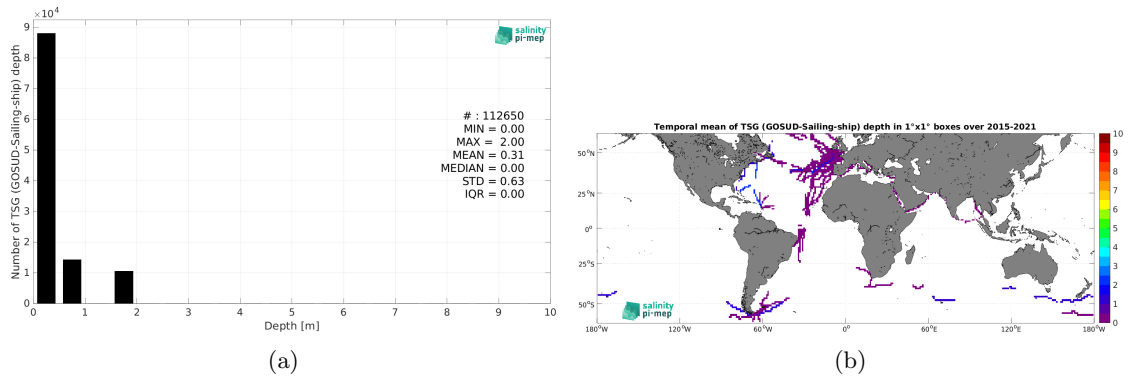 ×10⁴
9
8
7
6
5
4
3
2
1
0
Number of TSG (GOSUD-Sailing-ship) depth
salinity
pi-mep
# : 112650
MIN = 0.00
MAX = 2.00
MEAN = 0.31
MEDIAN = 0.00
STD = 0.63
IQR = 0.00
0 1 2 3 4 5 6 7 8 9 10
Depth [m]
(a)
Temporal mean of TSG (GOSUD-Sailing-ship) depth in 1°x1° boxes over 2015-2021
50°N
25°N
0°
25°S
50°S
salinity
pi-mep
180°W 120°W 60°W 0° 60°E 120°E 180°E
10
9
8
7
6
5
4
3
2
1
0
(b)